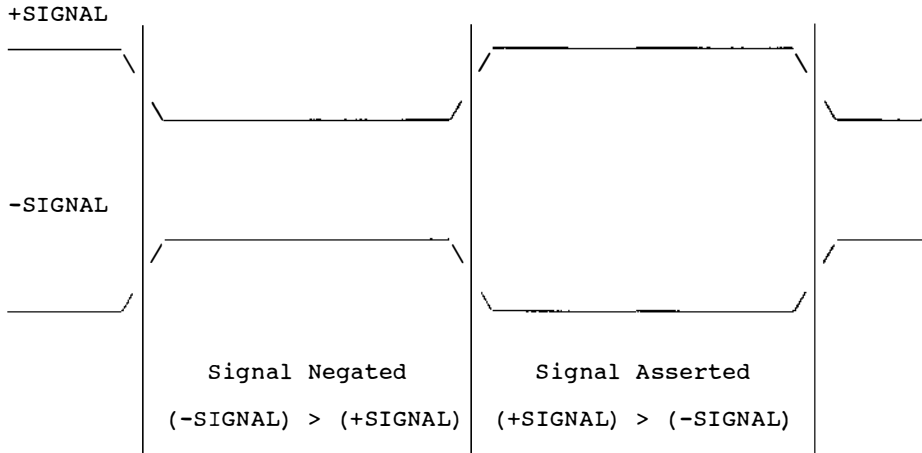 +SIGNAL
-SIGNAL
Signal Negated
Signal Asserted
(-SIGNAL) > (+SIGNAL)
(+SIGNAL) > (-SIGNAL)